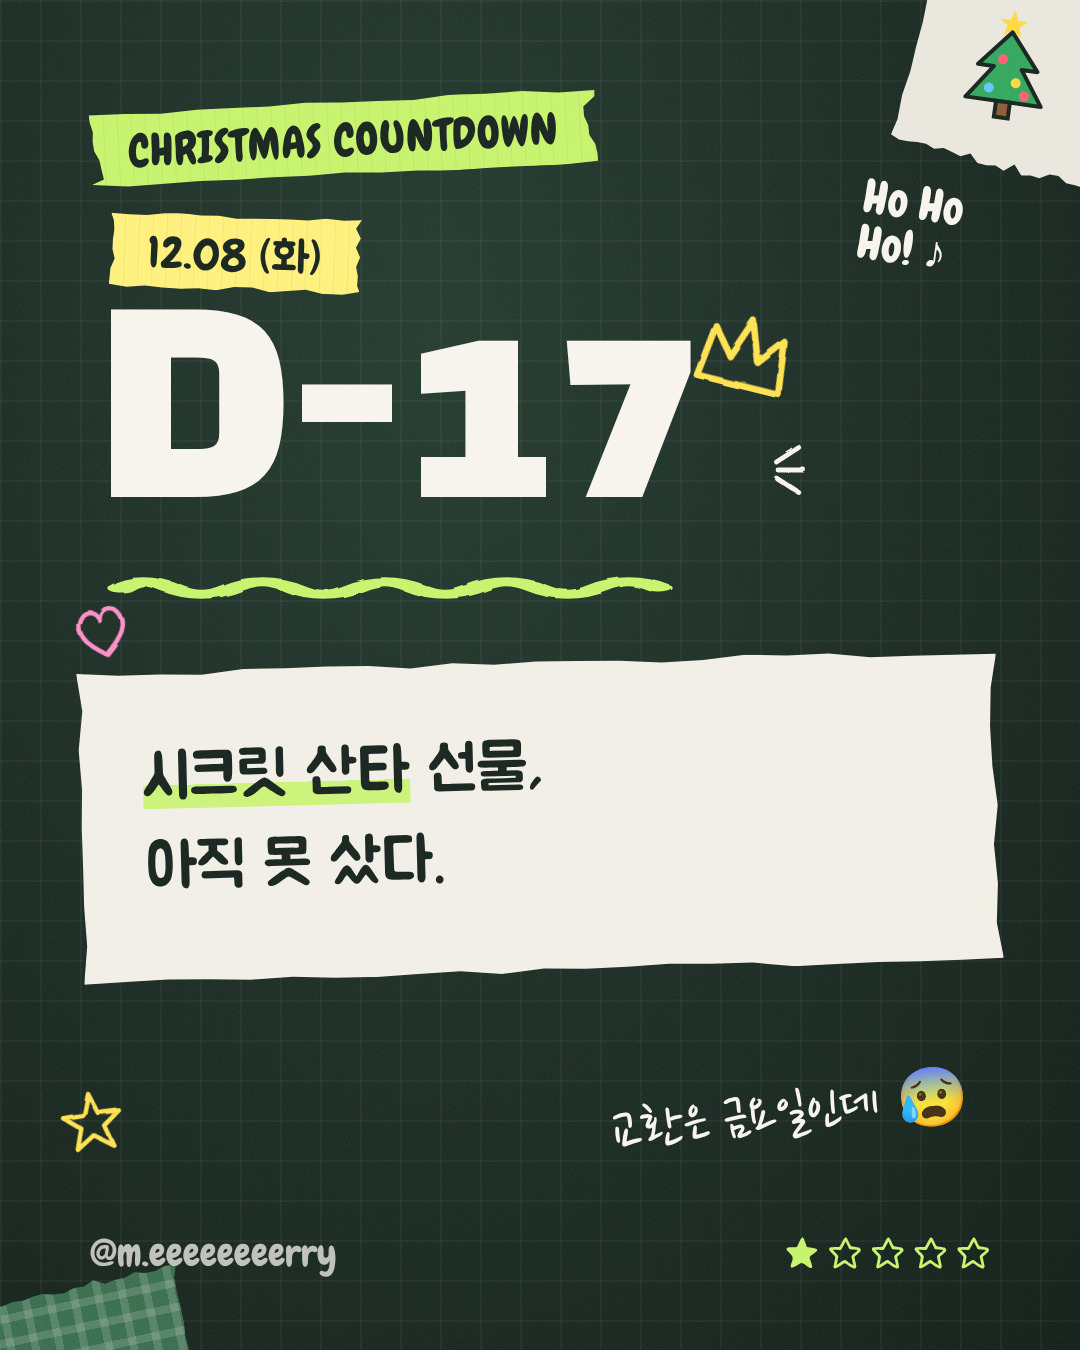 CHRISTMAS COUNTDOWN
12.08 (화)
Ho Ho
Ho! ♪
D-17
시크릿 산타 선물,
아직 못 샀다.
교환은 금요일인데 😰
@m.eeeeeeeerry